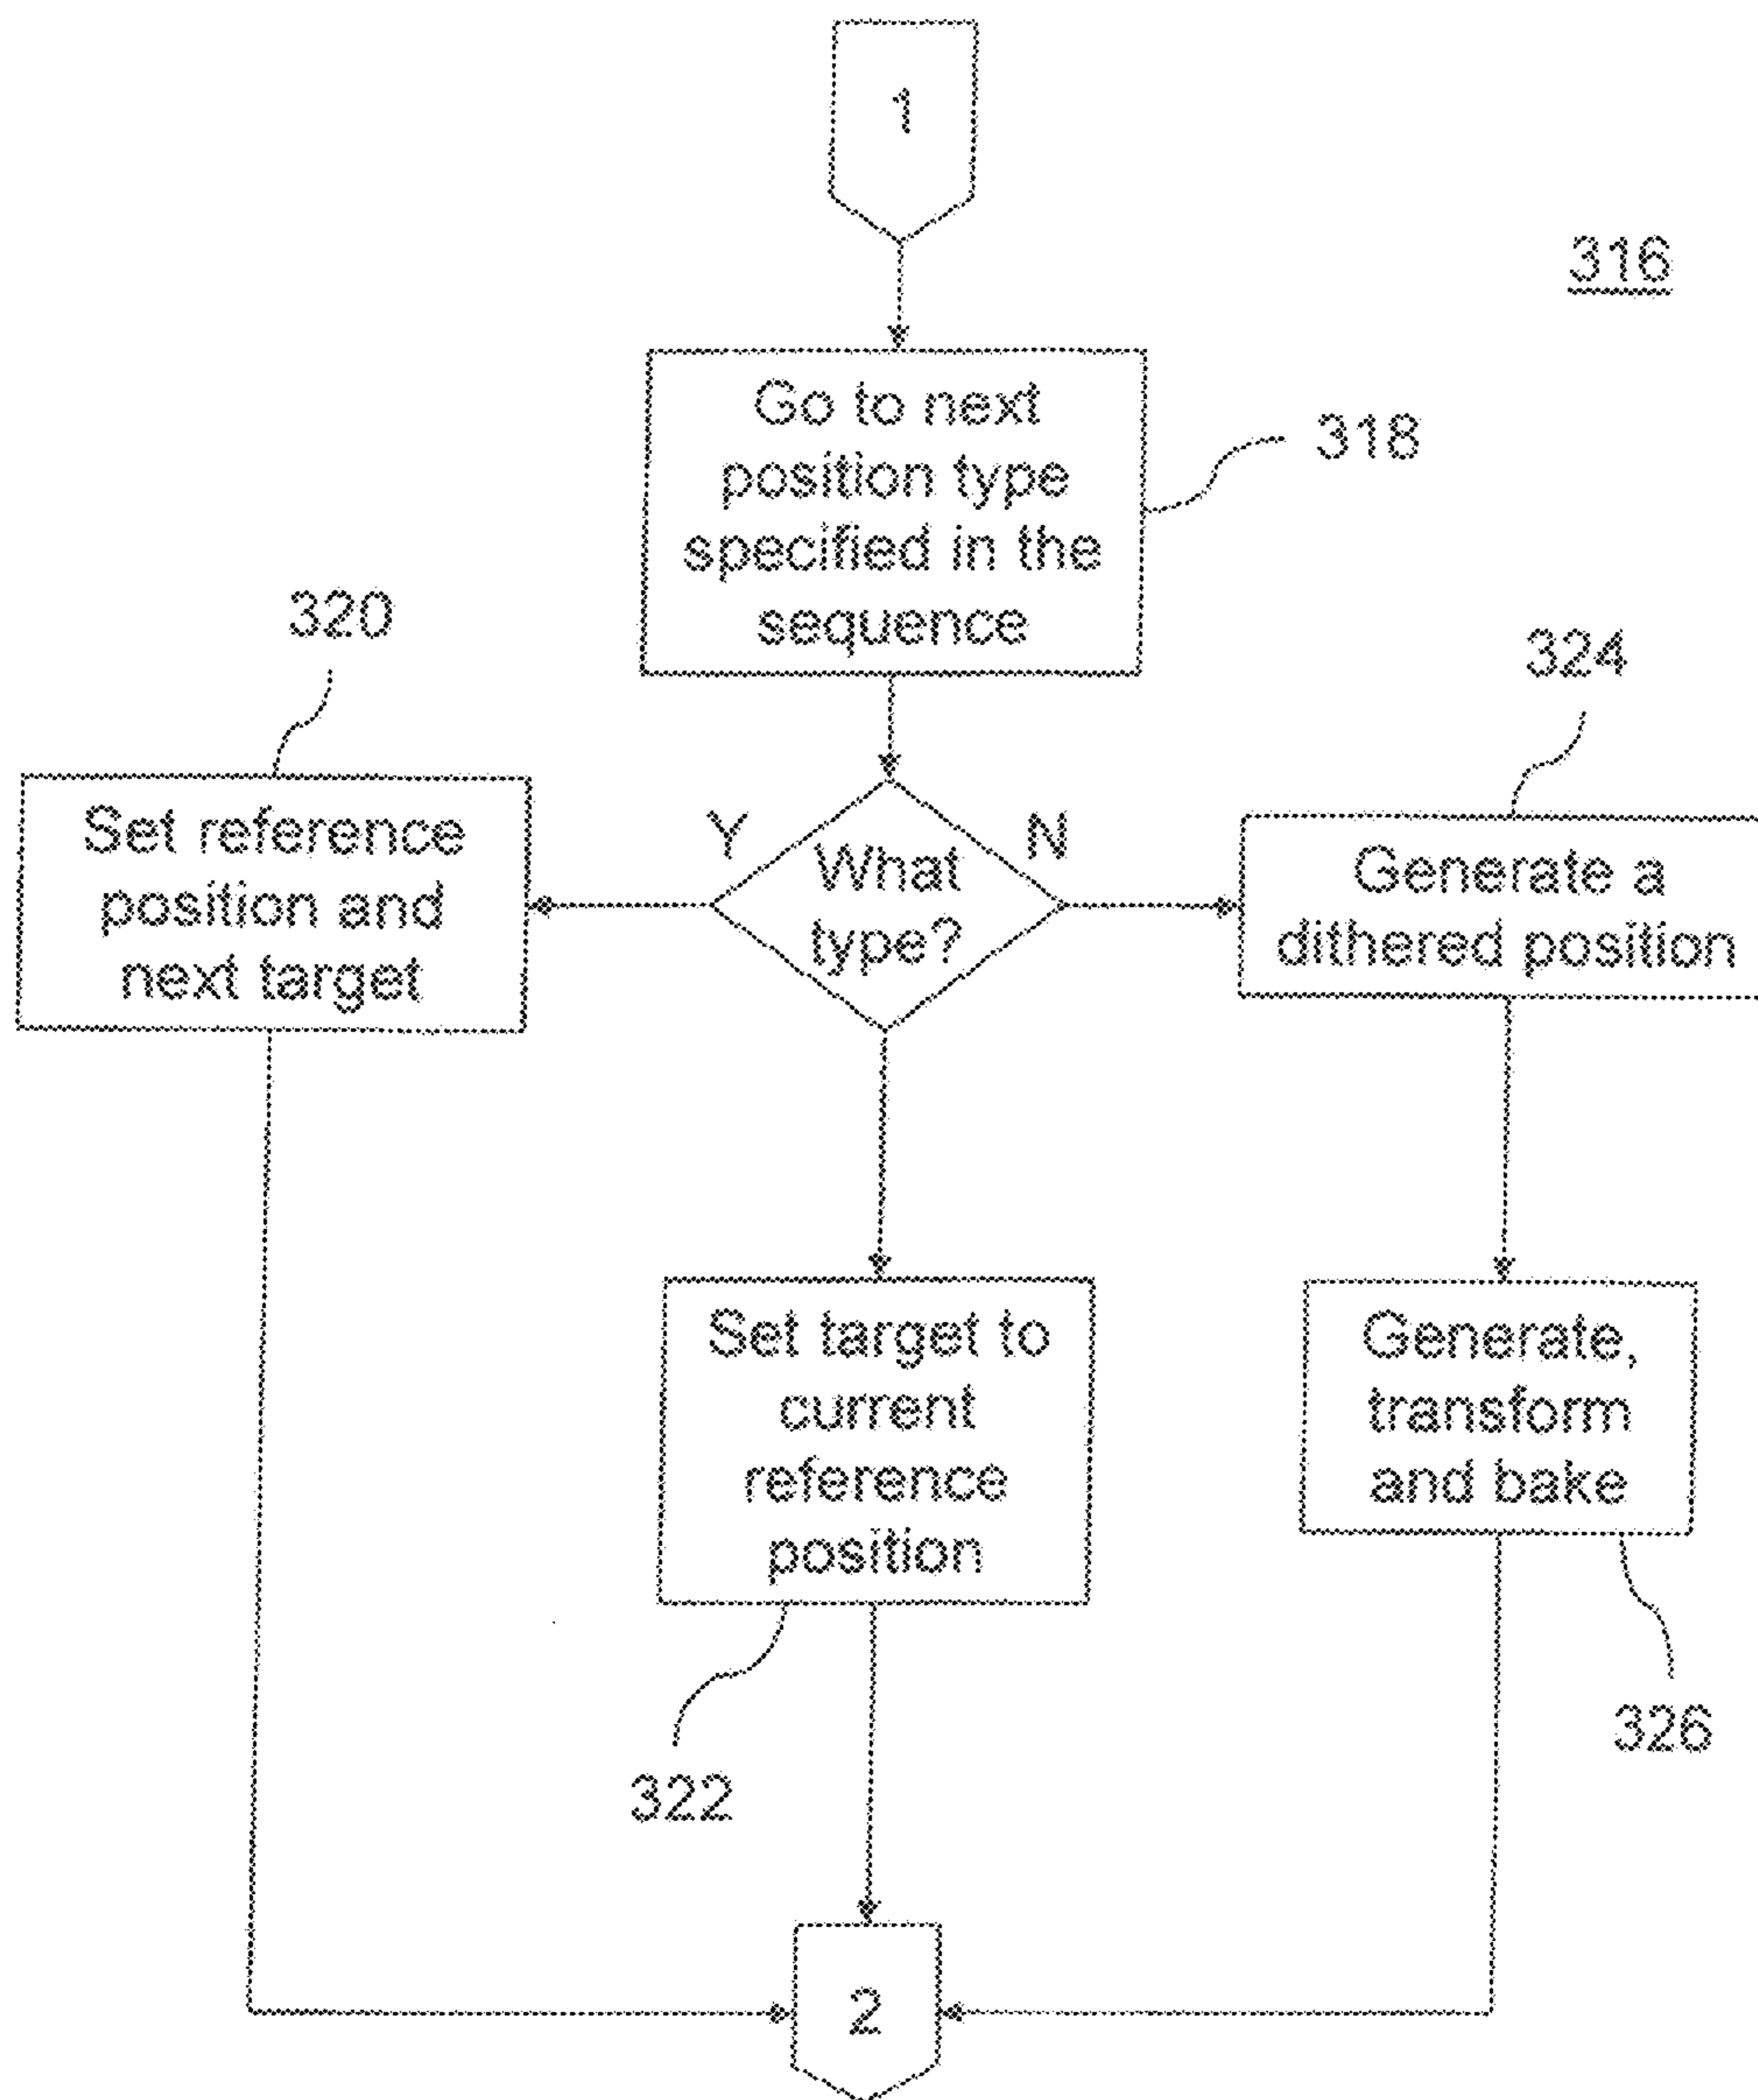 1
316
Go to next
position type
specified in the
sequence
318
320
324
Set reference
position and
next target
Y
What
type?
N
Generate a
dithered position
Set target to
current
reference
position
Generate,
transform
and bake
322
326
2